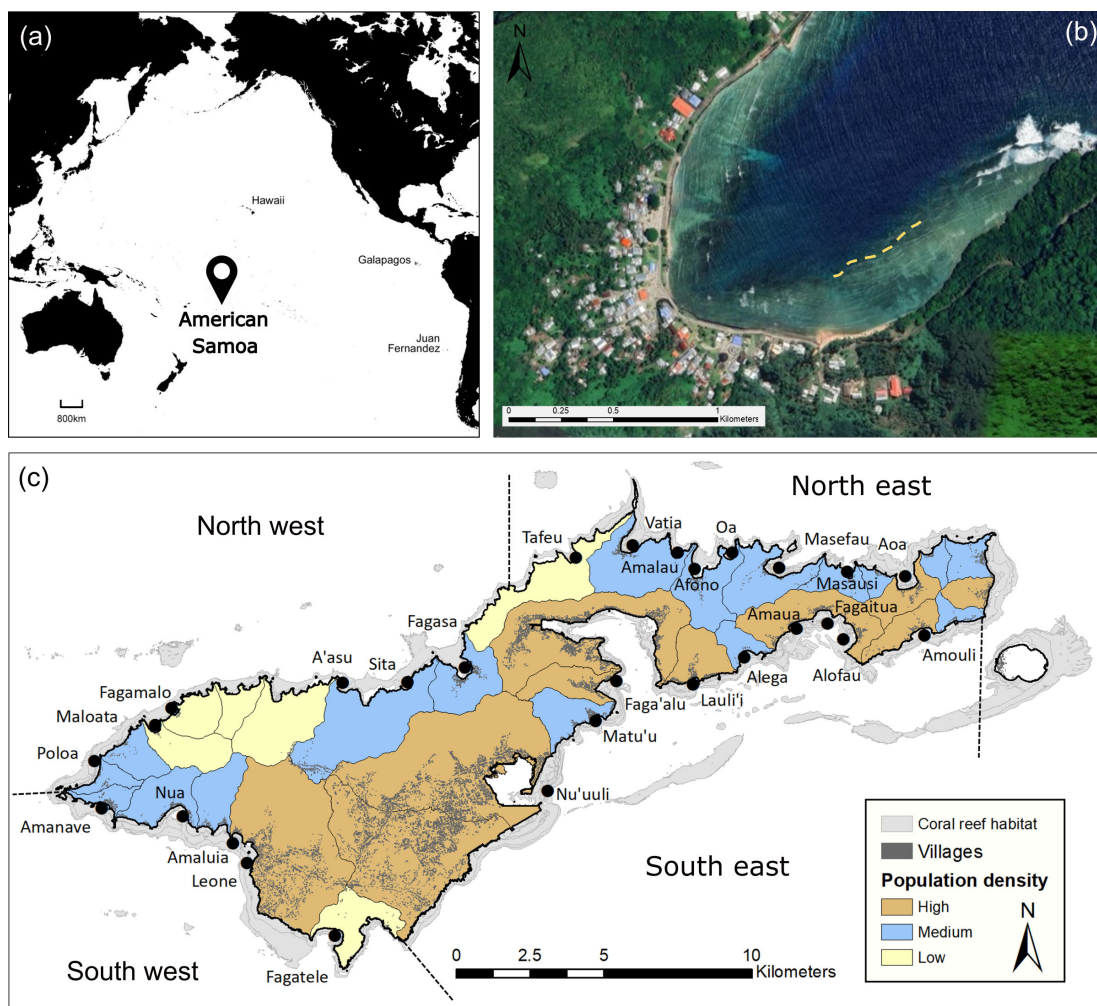 (a)
Hawaii
Galapagos
American
Samoa
Juan
Fernandez
800km
(b)
N
0 0.25 0.5 1
Kilometers
(c)
North west
North east
Tafeu
Vatia
Oa
Masefau
Aoa
Amalau
Afono
Masausi
Fagasa
Amaua
Fagaitua
A'asu
Sita
Alega
Alofau
Amouli
Fagamalo
Maloata
Faga'alu
Lauli'i
Matu'u
Poloa
Nua
Nu'uuli
Amanave
Amaluia
Leone
South east
South west
Fagatele
0 2.5 5 10
Kilometers
Coral reef habitat
Villages
Population density
High
Medium
Low
N